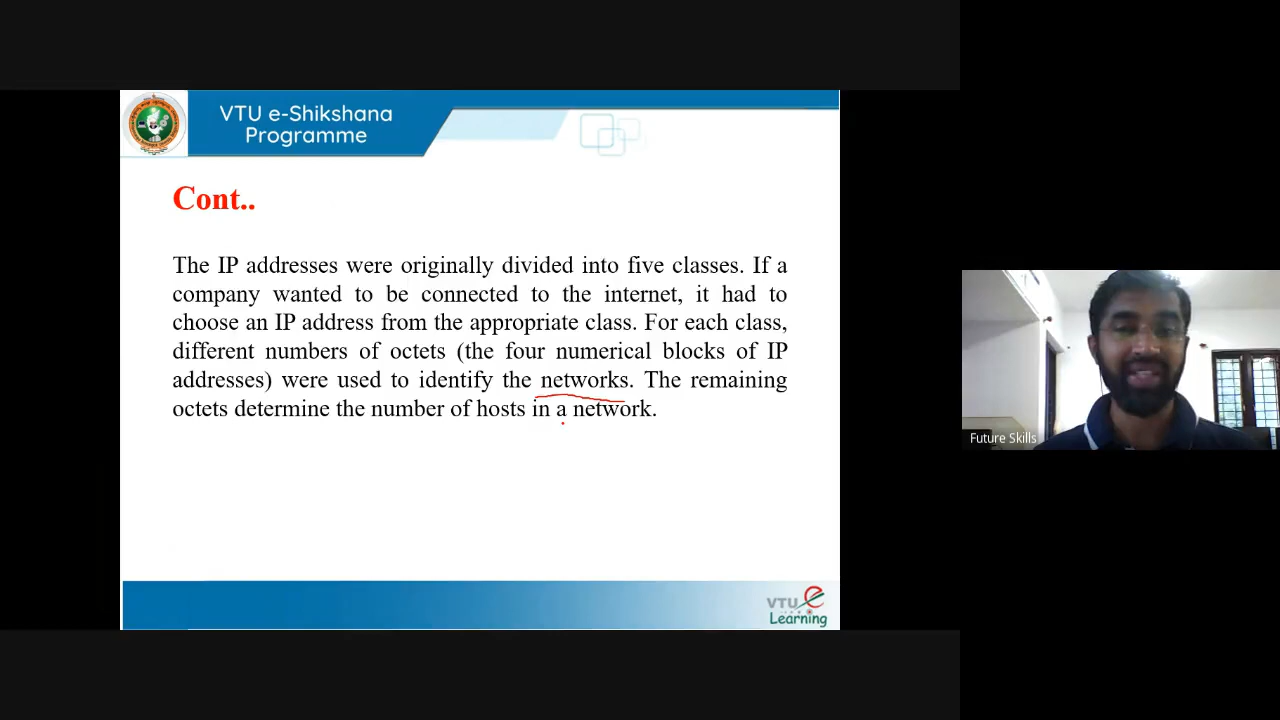 VTU e-Shikshana
Programme
Cont..
The IP addresses were originally divided into five classes. If a
company wanted to be connected to the internet, it had to
choose an IP address from the appropriate class. For each class,
different numbers of octets (the four numerical blocks of IP
addresses) were used to identify the networks. The remaining
octets determine the number of hosts in a network.
VTU e
Learning
Future Skills